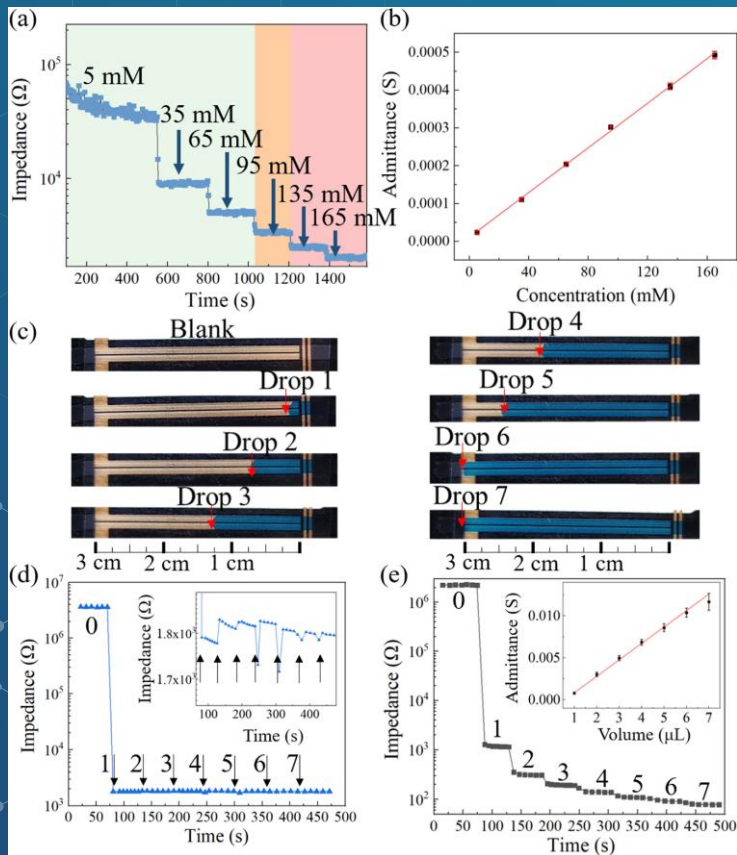 (a)
Impedance (Ω)
10⁵
10⁴
5 mM
35 mM
65 mM
95 mM
135 mM
165 mM
200 400 600 800 1000 1200 1400
Time (s)
(b)
Admittance (S)
0.0005
0.0004
0.0003
0.0002
0.0001
0.0000
0 40 80 120 160
Concentration (mM)
(c)
Blank
Drop 1
Drop 2
Drop 3
3 cm 2 cm 1 cm
Drop 4
Drop 5
Drop 6
Drop 7
3 cm 2 cm 1 cm
(d)
Impedance (Ω)
10⁷
10⁶
10⁵
10⁴
10³
0
1 2 3 4 5 6 7
0 50 100 150 200 250 300 350 400 450 500
Time (s)
Impedance (Ω)
1.8x10³
1.7x10³
100 200 300 400
Time (s)
(e)
Impedance (Ω)
10⁶
10⁵
10⁴
10³
10²
0
1
2
3
4
5
6
7
0 50 100 150 200 250 300 350 400 450 500
Time (s)
Admittance (S)
0.010
0.005
0.000
1 2 3 4 5 6 7
Volume (μL)